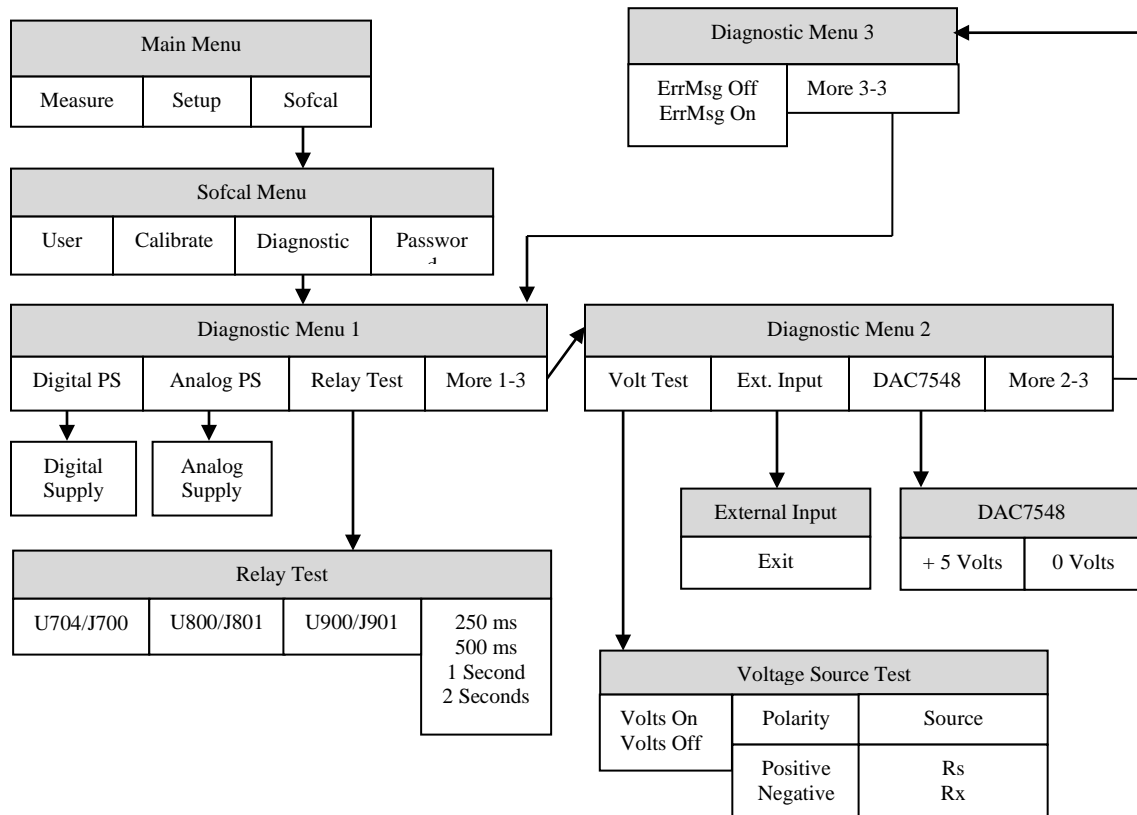 Main Menu
Measure Setup Sofcal
Diagnostic Menu 3
ErrMsg Off
ErrMsg On
More 3-3
Sofcal Menu
User Calibrate Diagnostic Passwor
Diagnostic Menu 1
Digital PS Analog PS Relay Test More 1-3
Diagnostic Menu 2
Volt Test Ext. Input DAC7548 More 2-3
Digital
Supply
Analog
Supply
External Input
Exit
DAC7548
+ 5 Volts 0 Volts
Relay Test
U704/J700 U800/J801 U900/J901
250 ms
500 ms
1 Second
2 Seconds
Voltage Source Test
Volts On
Volts Off
Polarity Source
Positive
Negative
Rs
Rx